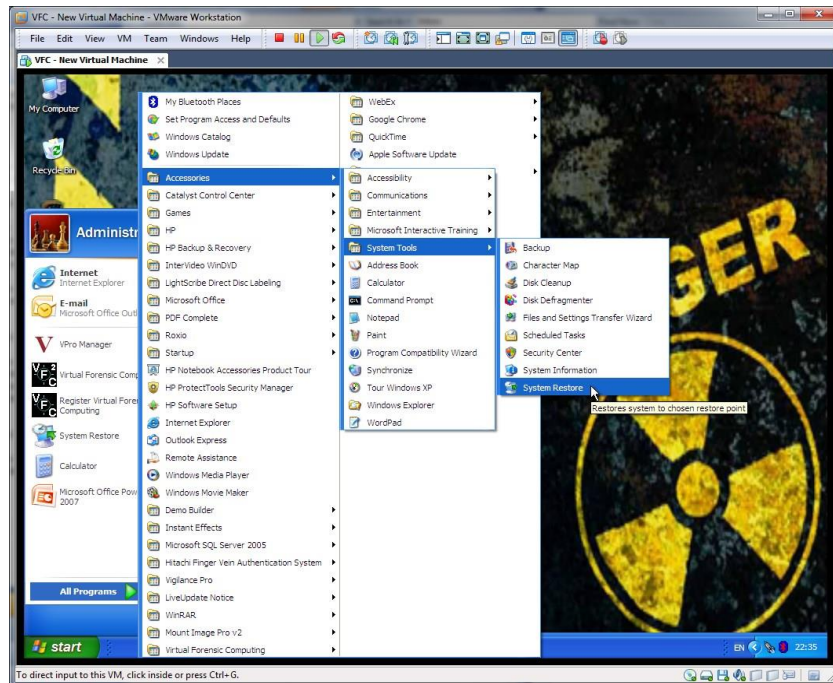 VFC - New Virtual Machine - VMware Workstation
File Edit View VM Team Windows Help
VFC - New Virtual Machine
My Computer
Recycle Bin
Administr
Internet
Internet Explorer
E-mail
Microsoft Office Outl
VPro Manager
Virtual Forensic Comp
Register Virtual Foren
Computing
System Restore
Calculator
Microsoft Office Pow
2007
All Programs
start
My Bluetooth Places
Set Program Access and Defaults
Windows Catalog
Windows Update
Accessories
Catalyst Control Center
Games
HP
HP Backup & Recovery
InterVideo WinDVD
LightScribe Direct Disc Labeling
Microsoft Office
PDF Complete
Roxio
Startup
HP Notebook Accessories Product Tour
HP ProtectTools Security Manager
HP Software Setup
Internet Explorer
Outlook Express
Remote Assistance
Windows Media Player
Windows Movie Maker
Demo Builder
Instant Effects
Microsoft SQL Server 2005
Hitachi Finger Vein Authentication System
Vigilance Pro
LiveUpdate Notice
WinRAR
Mount Image Pro v2
Virtual Forensic Computing
WebEx
Google Chrome
QuickTime
Apple Software Update
Accessibility
Communications
Entertainment
Microsoft Interactive Training
System Tools
Address Book
Calculator
Command Prompt
Notepad
Paint
Program Compatibility Wizard
Synchronize
Tour Windows XP
Windows Explorer
WordPad
Backup
Character Map
Disk Cleanup
Disk Defragmenter
Files and Settings Transfer Wizard
Scheduled Tasks
Security Center
System Information
System Restore
Restores system to chosen restore point
GER
EN
22:35
To direct input to this VM, click inside or press Ctrl+G.